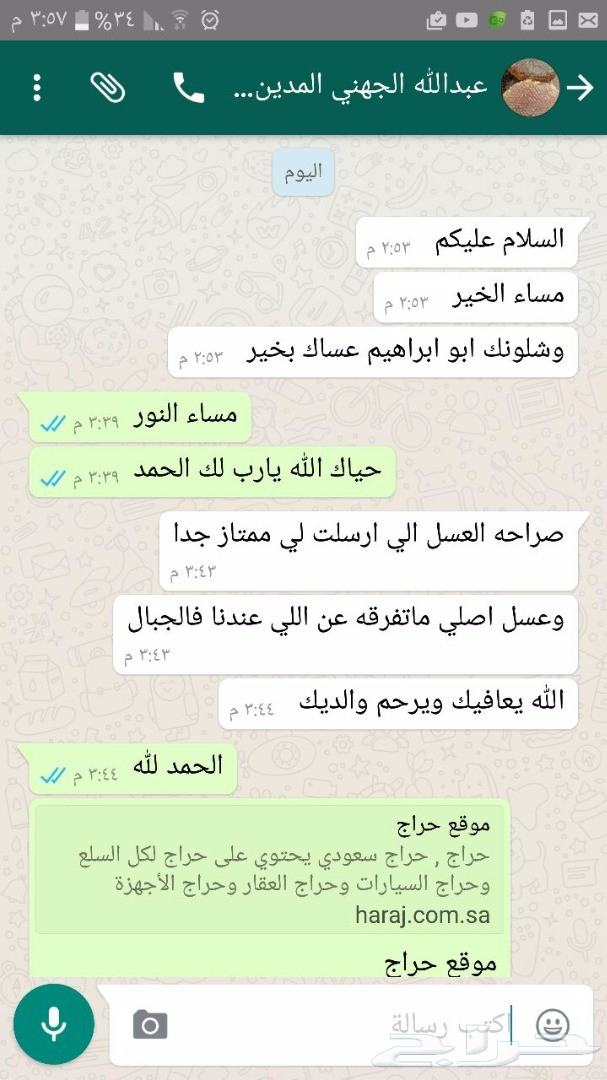 م ٣:٥٧ %٣٤
عبدالله الجهني المدين...
اليوم
السلام عليكم ٢:٥٣ م
مساء الخير ٢:٥٣ م
وشلونك ابو ابراهيم عساك بخير ٢:٥٣ م
مساء النور ٣:٣٩ م
حياك الله يارب لك الحمد ٣:٣٩ م
صراحه العسل الي ارسلت لي ممتاز جدا
٣:٤٣ م
وعسل اصلي ماتفرقه عن اللي عندنا فالجبال
٣:٤٣ م
الله يعافيك ويرحم والديك ٣:٤٤ م
الحمد لله ٣:٤٤ م
موقع حراج
حراج , حراج سعودي يحتوي على حراج لكل السلع
وحراج السيارات وحراج العقار وحراج الأجهزة
haraj.com.sa
موقع حراج
اكتب رسالة
حراج